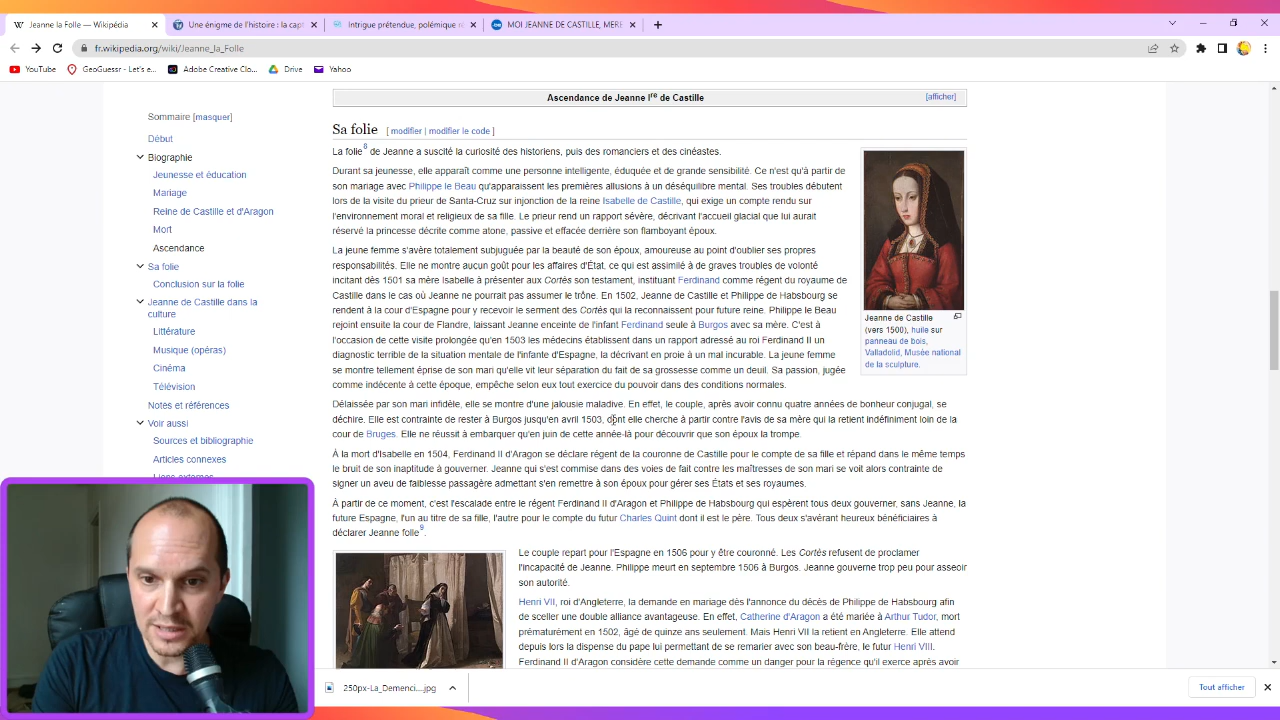 Jeanne la Folle — Wikipédia
Une énigme de l'histoire : la capt
Intrigue prétendue, polémique r
MOI JEANNE DE CASTILLE, MERE
fr.wikipedia.org/wiki/Jeanne_la_Folle
YouTube
GeoGuessr - Let's e...
Adobe Creative Clo...
Drive
Yahoo
Ascendance de Jeanne Ire de Castille
[afficher]
Sommaire [masquer]
Début
Biographie
Jeunesse et éducation
Mariage
Reine de Castille et d'Aragon
Mort
Ascendance
Sa folie
Conclusion sur la folie
Jeanne de Castille dans la
culture
Littérature
Musique (opéras)
Cinéma
Télévision
Notes et références
Voir aussi
Sources et bibliographie
Articles connexes
Liens externes
Sa folie [ modifier | modifier le code ]
La folie8 de Jeanne a suscité la curiosité des historiens, puis des romanciers et des cinéastes.
Durant sa jeunesse, elle apparaît comme une personne intelligente, éduquée et de grande sensibilité. Ce n'est qu'à partir de
son mariage avec Philippe le Beau qu'apparaissent les premières allusions à un déséquilibre mental. Ses troubles débutent
lors de la visite du prieur de Santa-Cruz sur injonction de la reine Isabelle de Castille, qui exige un compte rendu sur
l'environnement moral et religieux de sa fille. Le prieur rend un rapport sévère, décrivant l'accueil glacial que lui aurait
réservé la princesse décrite comme atone, passive et effacée derrière son flamboyant époux.
La jeune femme s'avère totalement subjuguée par la beauté de son époux, amoureuse au point d'oublier ses propres
responsabilités. Elle ne montre aucun goût pour les affaires d'État, ce qui est assimilé à de graves troubles de volonté
incitant dès 1501 sa mère Isabelle à présenter aux Cortès son testament, instituant Ferdinand comme régent du royaume de
Castille dans le cas où Jeanne ne pourrait pas assumer le trône. En 1502, Jeanne de Castille et Philippe de Habsbourg se
rendent à la cour d'Espagne pour y recevoir le serment des Cortès qui la reconnaissent pour reine. Philippe le Beau
rejoint ensuite la cour de Flandre, laissant Jeanne enceinte de l'infant Ferdinand seule à Burgos avec sa mère. C'est à
l'occasion de cette visite prolongée qu'en 1503 les médecins établissent dans un rapport adressé au roi Ferdinand II un
diagnostic terrible de la situation mentale de l'infante d'Espagne, la décrivant en proie à un mal incurable. La jeune femme
se montre tellement éprise de son mari qu'elle vit leur séparation du fait de sa grossesse comme un deuil. Sa passion, jugée
comme indécente à cette époque, empêche selon eux tout exercice du pouvoir dans des conditions normales.
Jeanne de Castille
(vers 1500), huile sur
panneau de bois,
Valladolid, Musée national
de la sculpture.
Délaissée par son mari infidèle, elle se montre d'une jalousie maladive. En effet, le couple, après avoir connu quatre années de bonheur conjugal, se
déchire. Elle est contrainte de rester à Burgos jusqu'en avril 1503, dont elle cherche à partir contre l'avis de sa mère qui la retient indéfiniment loin de la
cour de Bruges. Elle ne réussit à embarquer qu'en juin de cette année-là pour découvrir que son époux la trompe.
À la mort d'Isabelle en 1504, Ferdinand II d'Aragon se déclare régent de la couronne de Castille pour le compte de sa fille et répand dans le même temps
le bruit de son inaptitude à gouverner. Jeanne qui s'est commise dans des voies de fait contre les maîtresses de son mari se voit alors contrainte de
signer un aveu de faiblesse passagère admettant s'en remettre à son époux pour gérer ses États et ses royaumes.
À partir de ce moment, c'est l'escalade entre le régent Ferdinand II d'Aragon et Philippe de Habsbourg qui espèrent tous deux gouverner, sans Jeanne, la
future Espagne, l'un au titre de sa fille, l'autre pour le compte du futur Charles Quint dont il est le père. Tous deux s'avérant heureux bénéficiaires à
déclarer Jeanne folle9.
Le couple repart pour l'Espagne en 1506 pour y être couronné. Les Cortès refusent de proclamer
l'incapacité de Jeanne. Philippe meurt en septembre 1506 à Burgos. Jeanne gouverne trop peu pour asseoir
son autorité.
Henri VII, roi d'Angleterre, la demande en mariage dès l'annonce du décès de Philippe de Habsbourg afin
de sceller une double alliance avantageuse. En effet, Catherine d'Aragon a été mariée à Arthur Tudor, mort
prématurément en 1502, âgé de quinze ans seulement. Mais Henri VII la retient en Angleterre. Elle attend
depuis lors la dispense du pape lui permettant de se remarier avec son beau-frère, le futur Henri VIII.
Ferdinand II d'Aragon considère cette demande comme un danger pour la régence qu'il exerce après avoir
250px-La_Demenci....jpg
Tout afficher